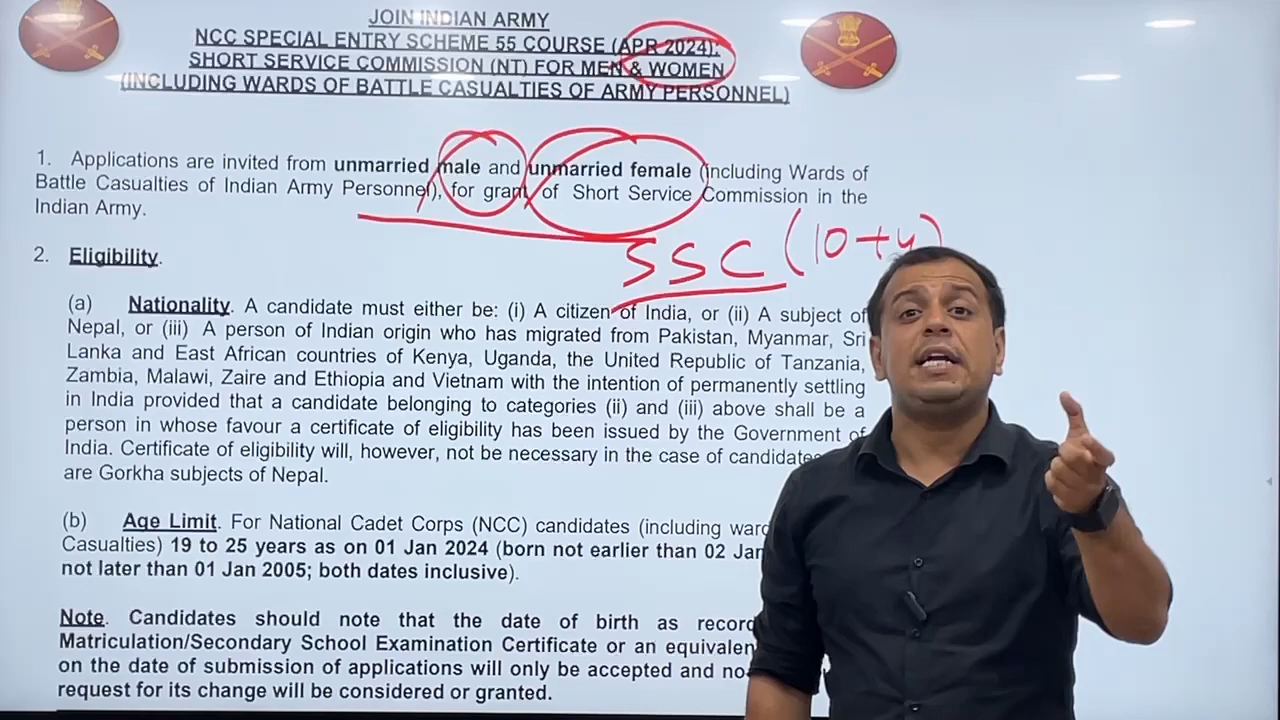 JOIN INDIAN ARMY
NCC SPECIAL ENTRY SCHEME 55 COURSE (APR 2024):
SHORT SERVICE COMMISSION (NT) FOR MEN & WOMEN
(INCLUDING WARDS OF BATTLE CASUALTIES OF ARMY PERSONNEL)
1. Applications are invited from unmarried male and unmarried female (including Wards of
Battle Casualties of Indian Army Personnel), for grant of Short Service Commission in the
Indian Army.
SSC (10+4)
2. Eligibility.
(a) Nationality. A candidate must either be: (i) A citizen of India, or (ii) A subject of
Nepal, or (iii) A person of Indian origin who has migrated from Pakistan, Myanmar, Sri
Lanka and East African countries of Kenya, Uganda, the United Republic of Tanzania,
Zambia, Malawi, Zaire and Ethiopia and Vietnam with the intention of permanently settling
in India provided that a candidate belonging to categories (ii) and (iii) above shall be a
person in whose favour a certificate of eligibility has been issued by the Government of
India. Certificate of eligibility will, however, not be necessary in the case of candidates
are Gorkha subjects of Nepal.
(b) Age Limit. For National Cadet Corps (NCC) candidates (including
Casualties) 19 to 25 years as on 01 Jan 2024 (born not earlier than 02 Jan
not later than 01 Jan 2005; both dates inclusive).
Note. Candidates should note that the date of birth as
Matriculation/Secondary School Examination Certificate or an
on the date of submission of applications will only be accepted and
request for its change will be considered or granted.